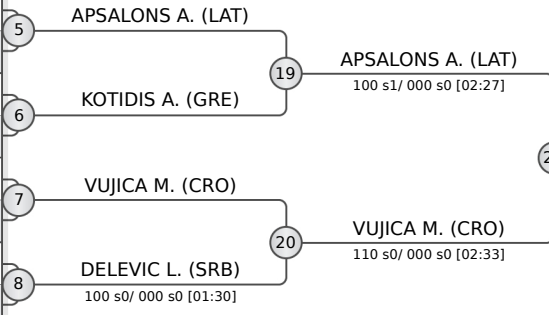 APSALONS A. (LAT)
5
19
APSALONS A. (LAT)
100 s1/ 000 s0 [02:27]
KOTIDIS A. (GRE)
6
VUJICA M. (CRO)
7
20
VUJICA M. (CRO)
110 s0/ 000 s0 [02:33]
DELEVIC L. (SRB)
8
100 s0/ 000 s0 [01:30]